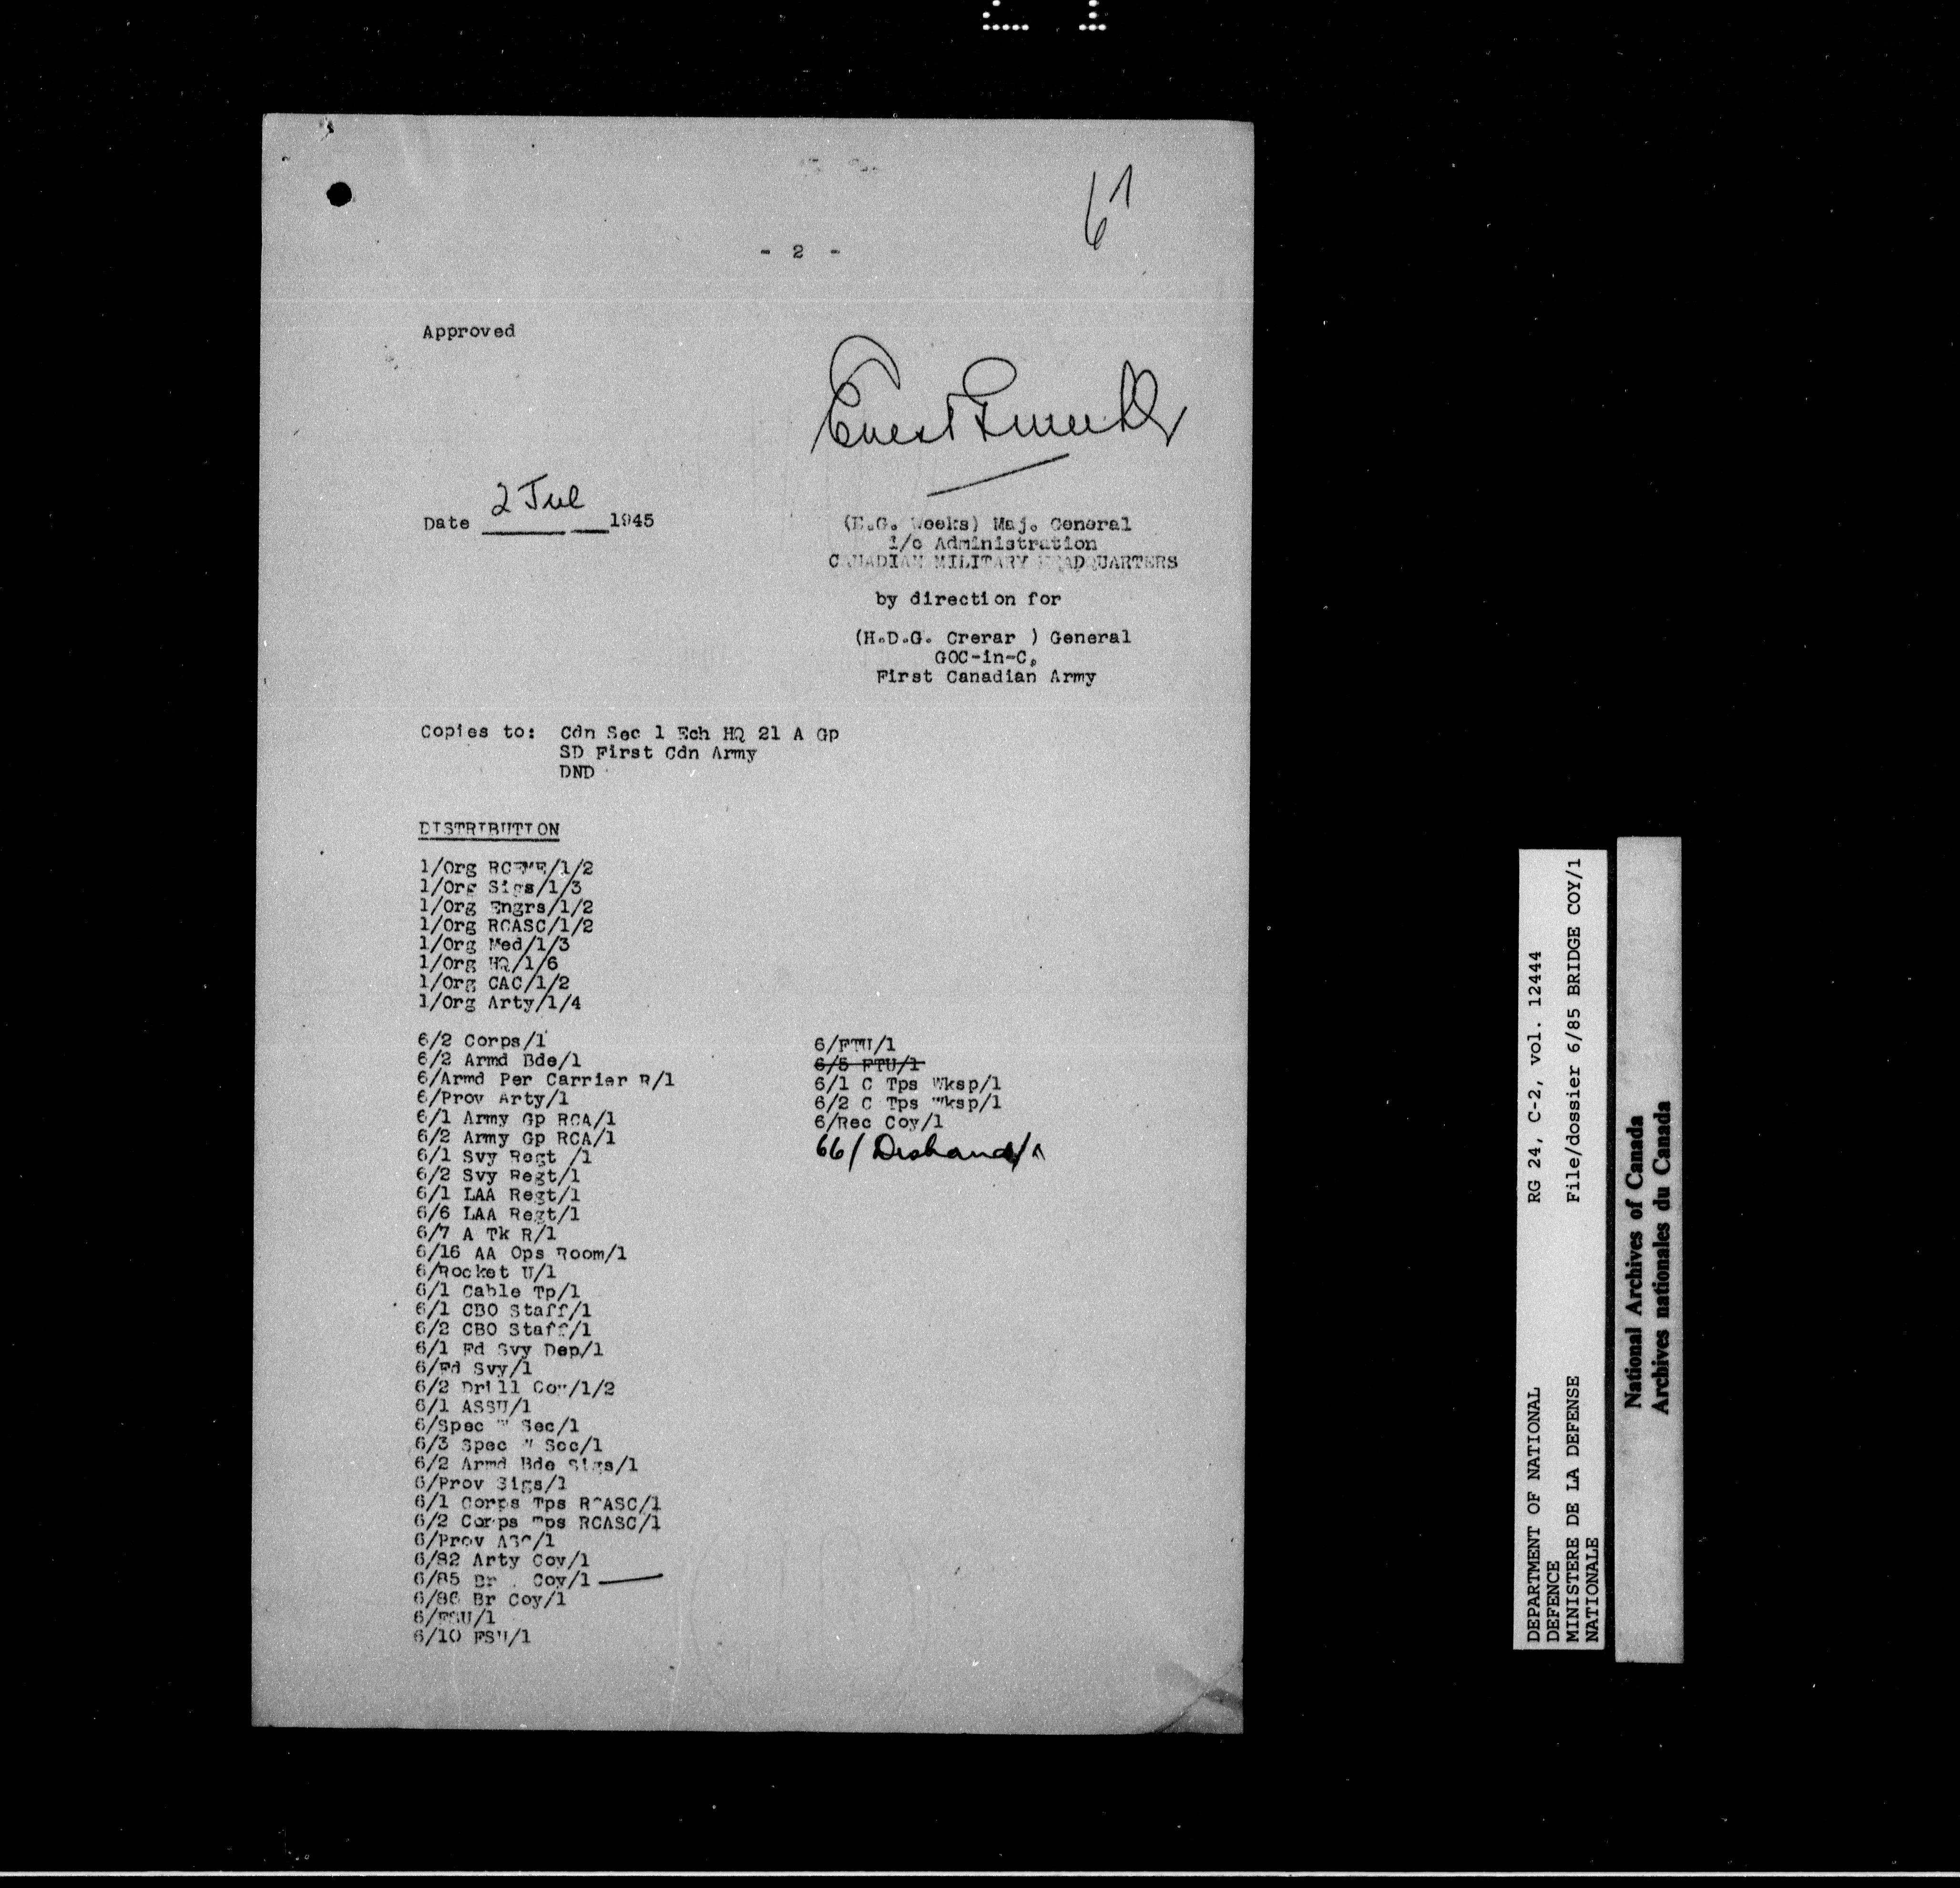 61
- 2 -
Approved
Date 2 Jul 1945
(E.G. Weeks) Maj. General
i/c Administration
CANADIAN MILITARY HEADQUARTERS
by direction for
(H.D.G. Crerar ) General
GOC-in-C,
First Canadian Army
Copies to: Cdn Sec 1 Ech HQ 21 A Gp
SD First Cdn Army
DND
DISTRIBUTION
1/Org RCEME/1/2
1/Org Sigs/1/3
1/Org Engrs/1/2
1/Org RCASC/1/2
1/Org Med/1/3
1/Org HQ/1/6
1/Org CAC/1/2
1/Org Arty/1/4
6/2 Corps/1
6/2 Armd Bde/1
6/Armd Per Carrier R/1
6/Prov Arty/1
6/1 Army Gp RCA/1
6/2 Army Gp RCA/1
6/1 Svy Regt /1
6/2 Svy Regt/1
6/1 LAA Regt/1
6/6 LAA Regt/1
6/7 A Tk R/1
6/16 AA Ops Room/1
6/Rocket U/1
6/1 Cable Tp/1
6/1 CBO Staff/1
6/2 CBO Staff/1
6/1 Fd Svy Dep/1
6/Fd Svy/1
6/2 Drill Coy/1/2
6/1 ASSU/1
6/Spec W Sec/1
6/3 Spec W Sec/1
6/2 Armd Bde Sigs/1
6/Prov Sigs/1
6/1 Corps Tps RCASC/1
6/2 Corps Tps RCASC/1
6/Prov ASC/1
6/82 Arty Coy/1
6/85 Br Coy/1
6/86 Br Coy/1
6/FSU/1
6/10 FSU/1
6/FTU/1
6/5 FTU/1
6/1 C Tps Wksp/1
6/2 C Tps Wksp/1
6/Rec Coy/1
66/Disband/1
DEPARTMENT OF NATIONAL DEFENCE
MINISTERE DE LA DEFENSE NATIONALE
RG 24, C-2, vol. 12444
File/dossier 6/85 BRIDGE COY/1
National Archives of Canada
Archives nationales du Canada